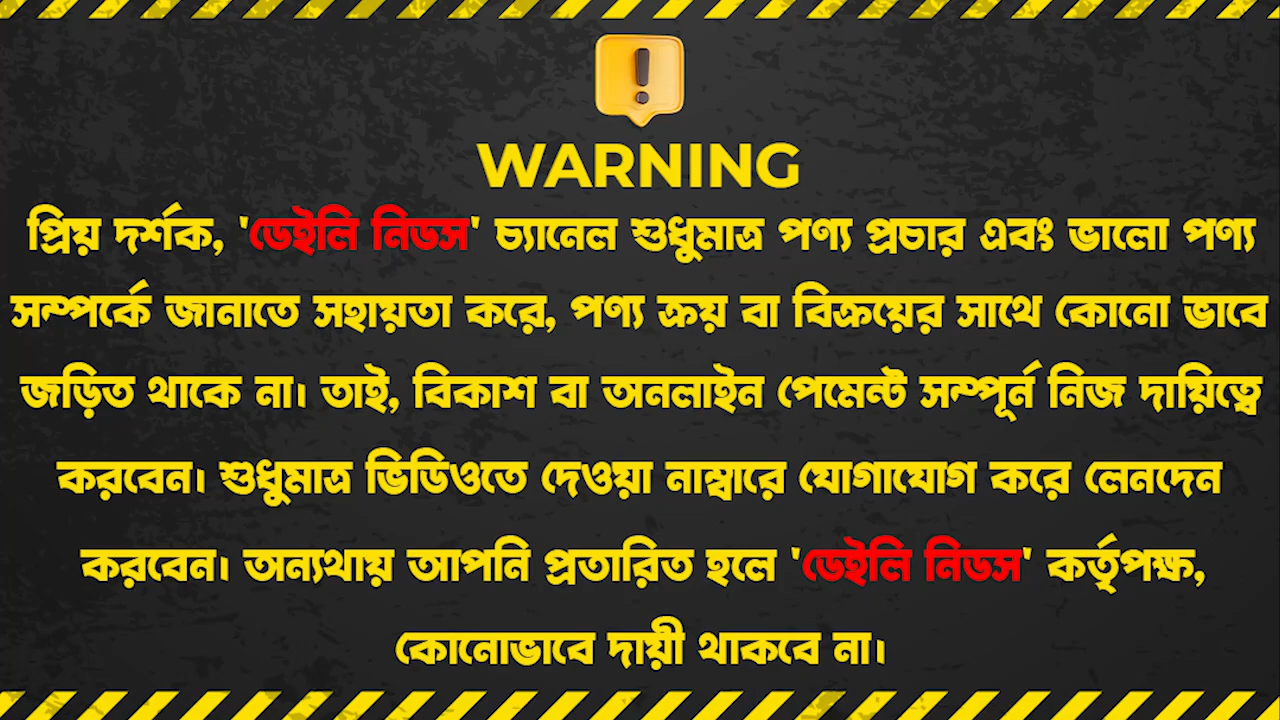 WARNING
প্রিয় দর্শক, 'ডেইলি নিডস' চ্যানেল শুধুমাত্র পণ্য প্রচার এবং ভালো পণ্য
সম্পর্কে জানাতে সহায়তা করে, পণ্য ক্রয় বা বিক্রয়ের সাথে কোনো ভাবে
জড়িত থাকে না। তাই, বিকাশ বা অনলাইন পেমেন্ট সম্পূর্ন নিজ দায়িত্বে
করবেন। শুধুমাত্র ভিডিওতে দেওয়া নাম্বারে যোগাযোগ করে লেনদেন
করবেন। অন্যথায় আপনি প্রতারিত হলে 'ডেইলি নিডস' কর্তৃপক্ষ,
কোনোভাবে দায়ী থাকবে না।